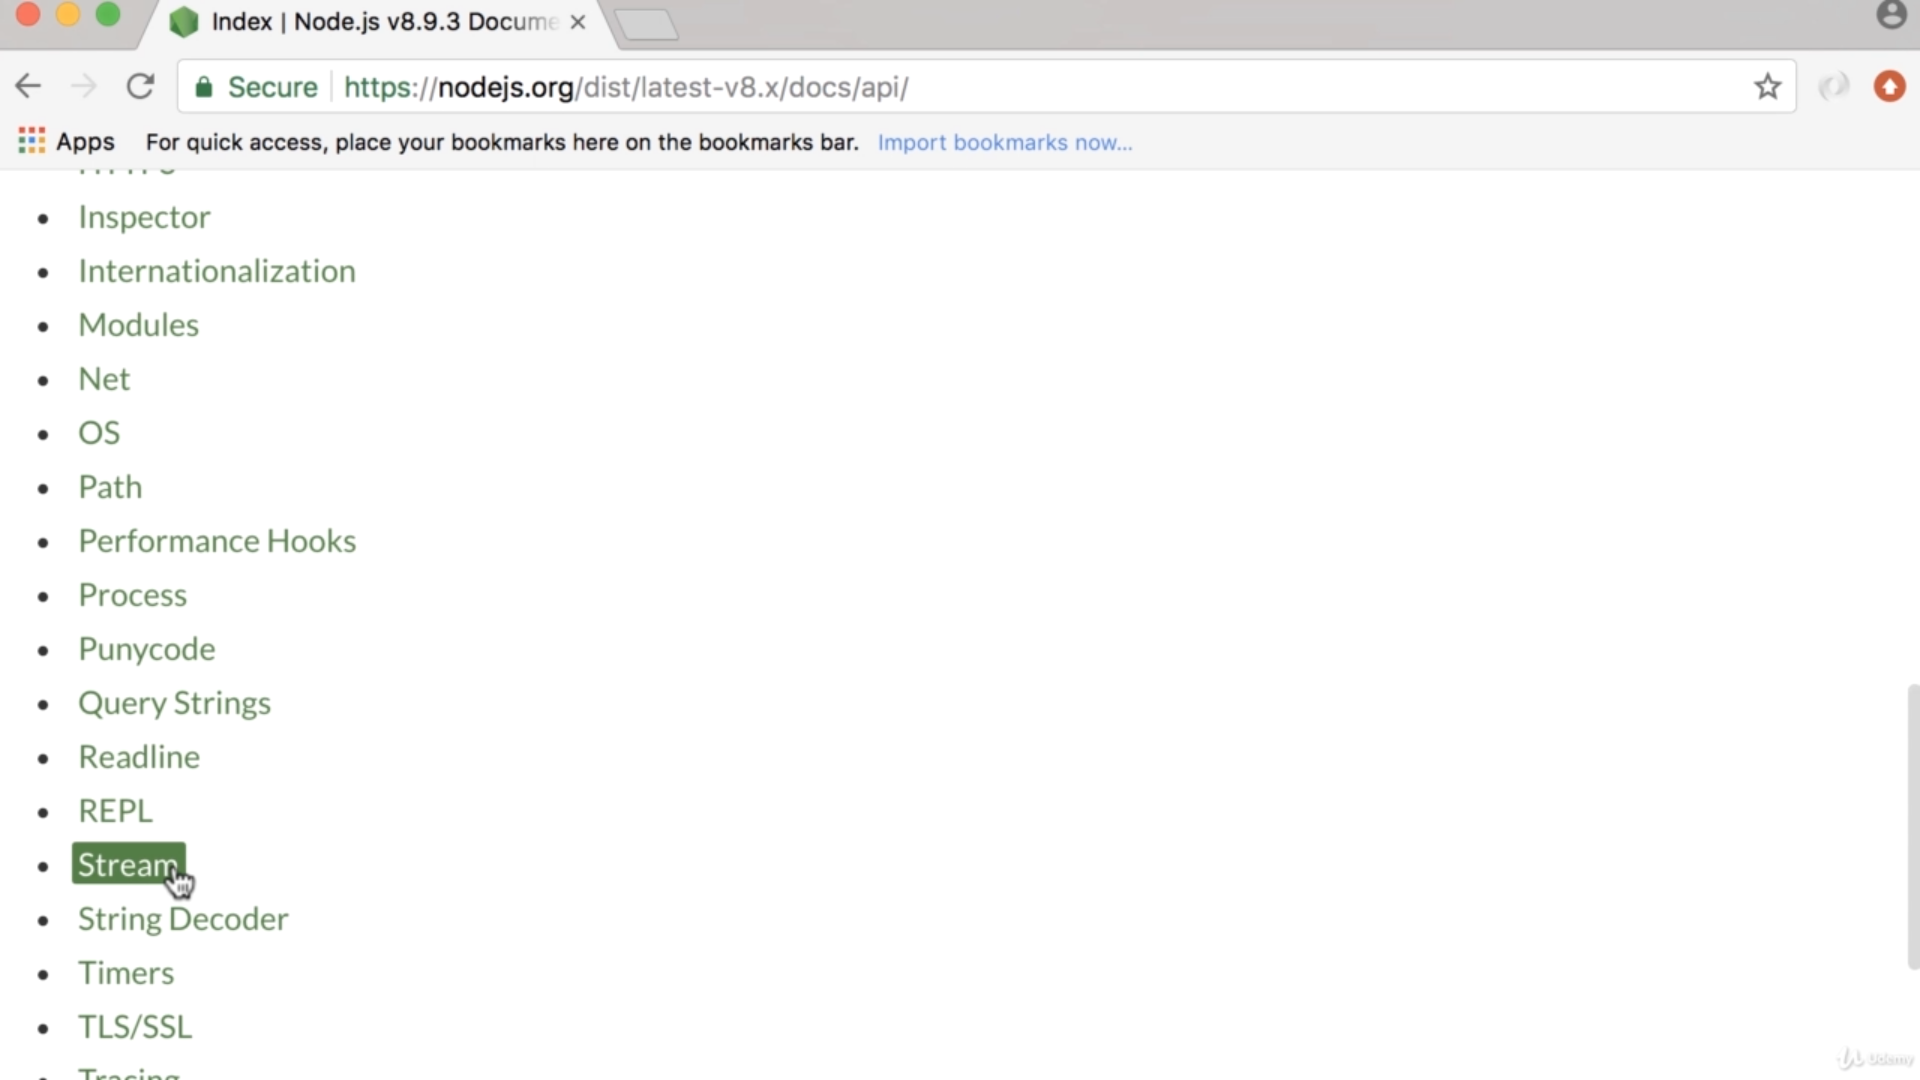 Index | Node.js v8.9.3 Docume
Secure https://nodejs.org/dist/latest-v8.x/docs/api/
Apps For quick access, place your bookmarks here on the bookmarks bar. Import bookmarks now...
Inspector
Internationalization
Modules
Net
OS
Path
Performance Hooks
Process
Punycode
Query Strings
Readline
REPL
Stream
String Decoder
Timers
TLS/SSL
Tracing
Udemy